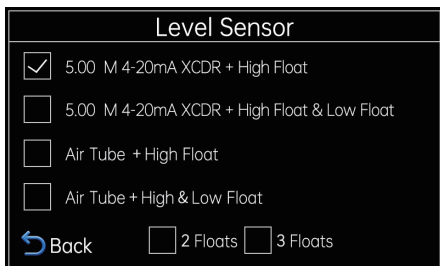 Level Sensor
5.00 M 4-20mA XCDR + High Float
5.00 M 4-20mA XCDR + High Float & Low Float
Air Tube + High Float
Air Tube + High & Low Float
Back 2 Floats 3 Floats